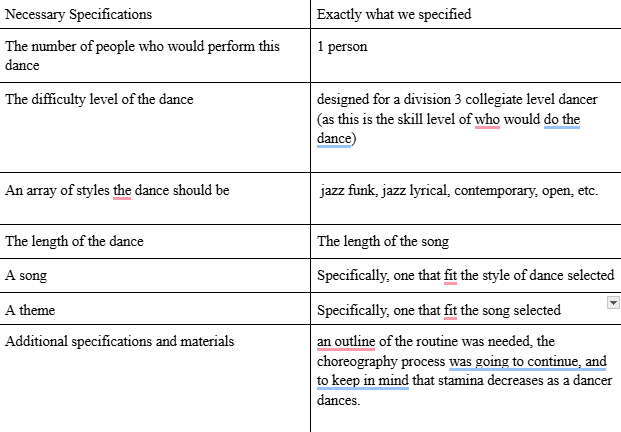 Necessary Specifications
Exactly what we specified
The number of people who would perform this
dance
1 person
The difficulty level of the dance
designed for a division 3 collegiate level dancer
(as this is the skill level of who would do the
dance)
An array of styles the dance should be
jazz funk, jazz lyrical, contemporary, open, etc.
The length of the dance
The length of the song
A song
Specifically, one that fit the style of dance selected
A theme
Specifically, one that fit the song selected
Additional specifications and materials
an outline of the routine was needed, the
choreography process was going to continue, and
to keep in mind that stamina decreases as a dancer
dances.